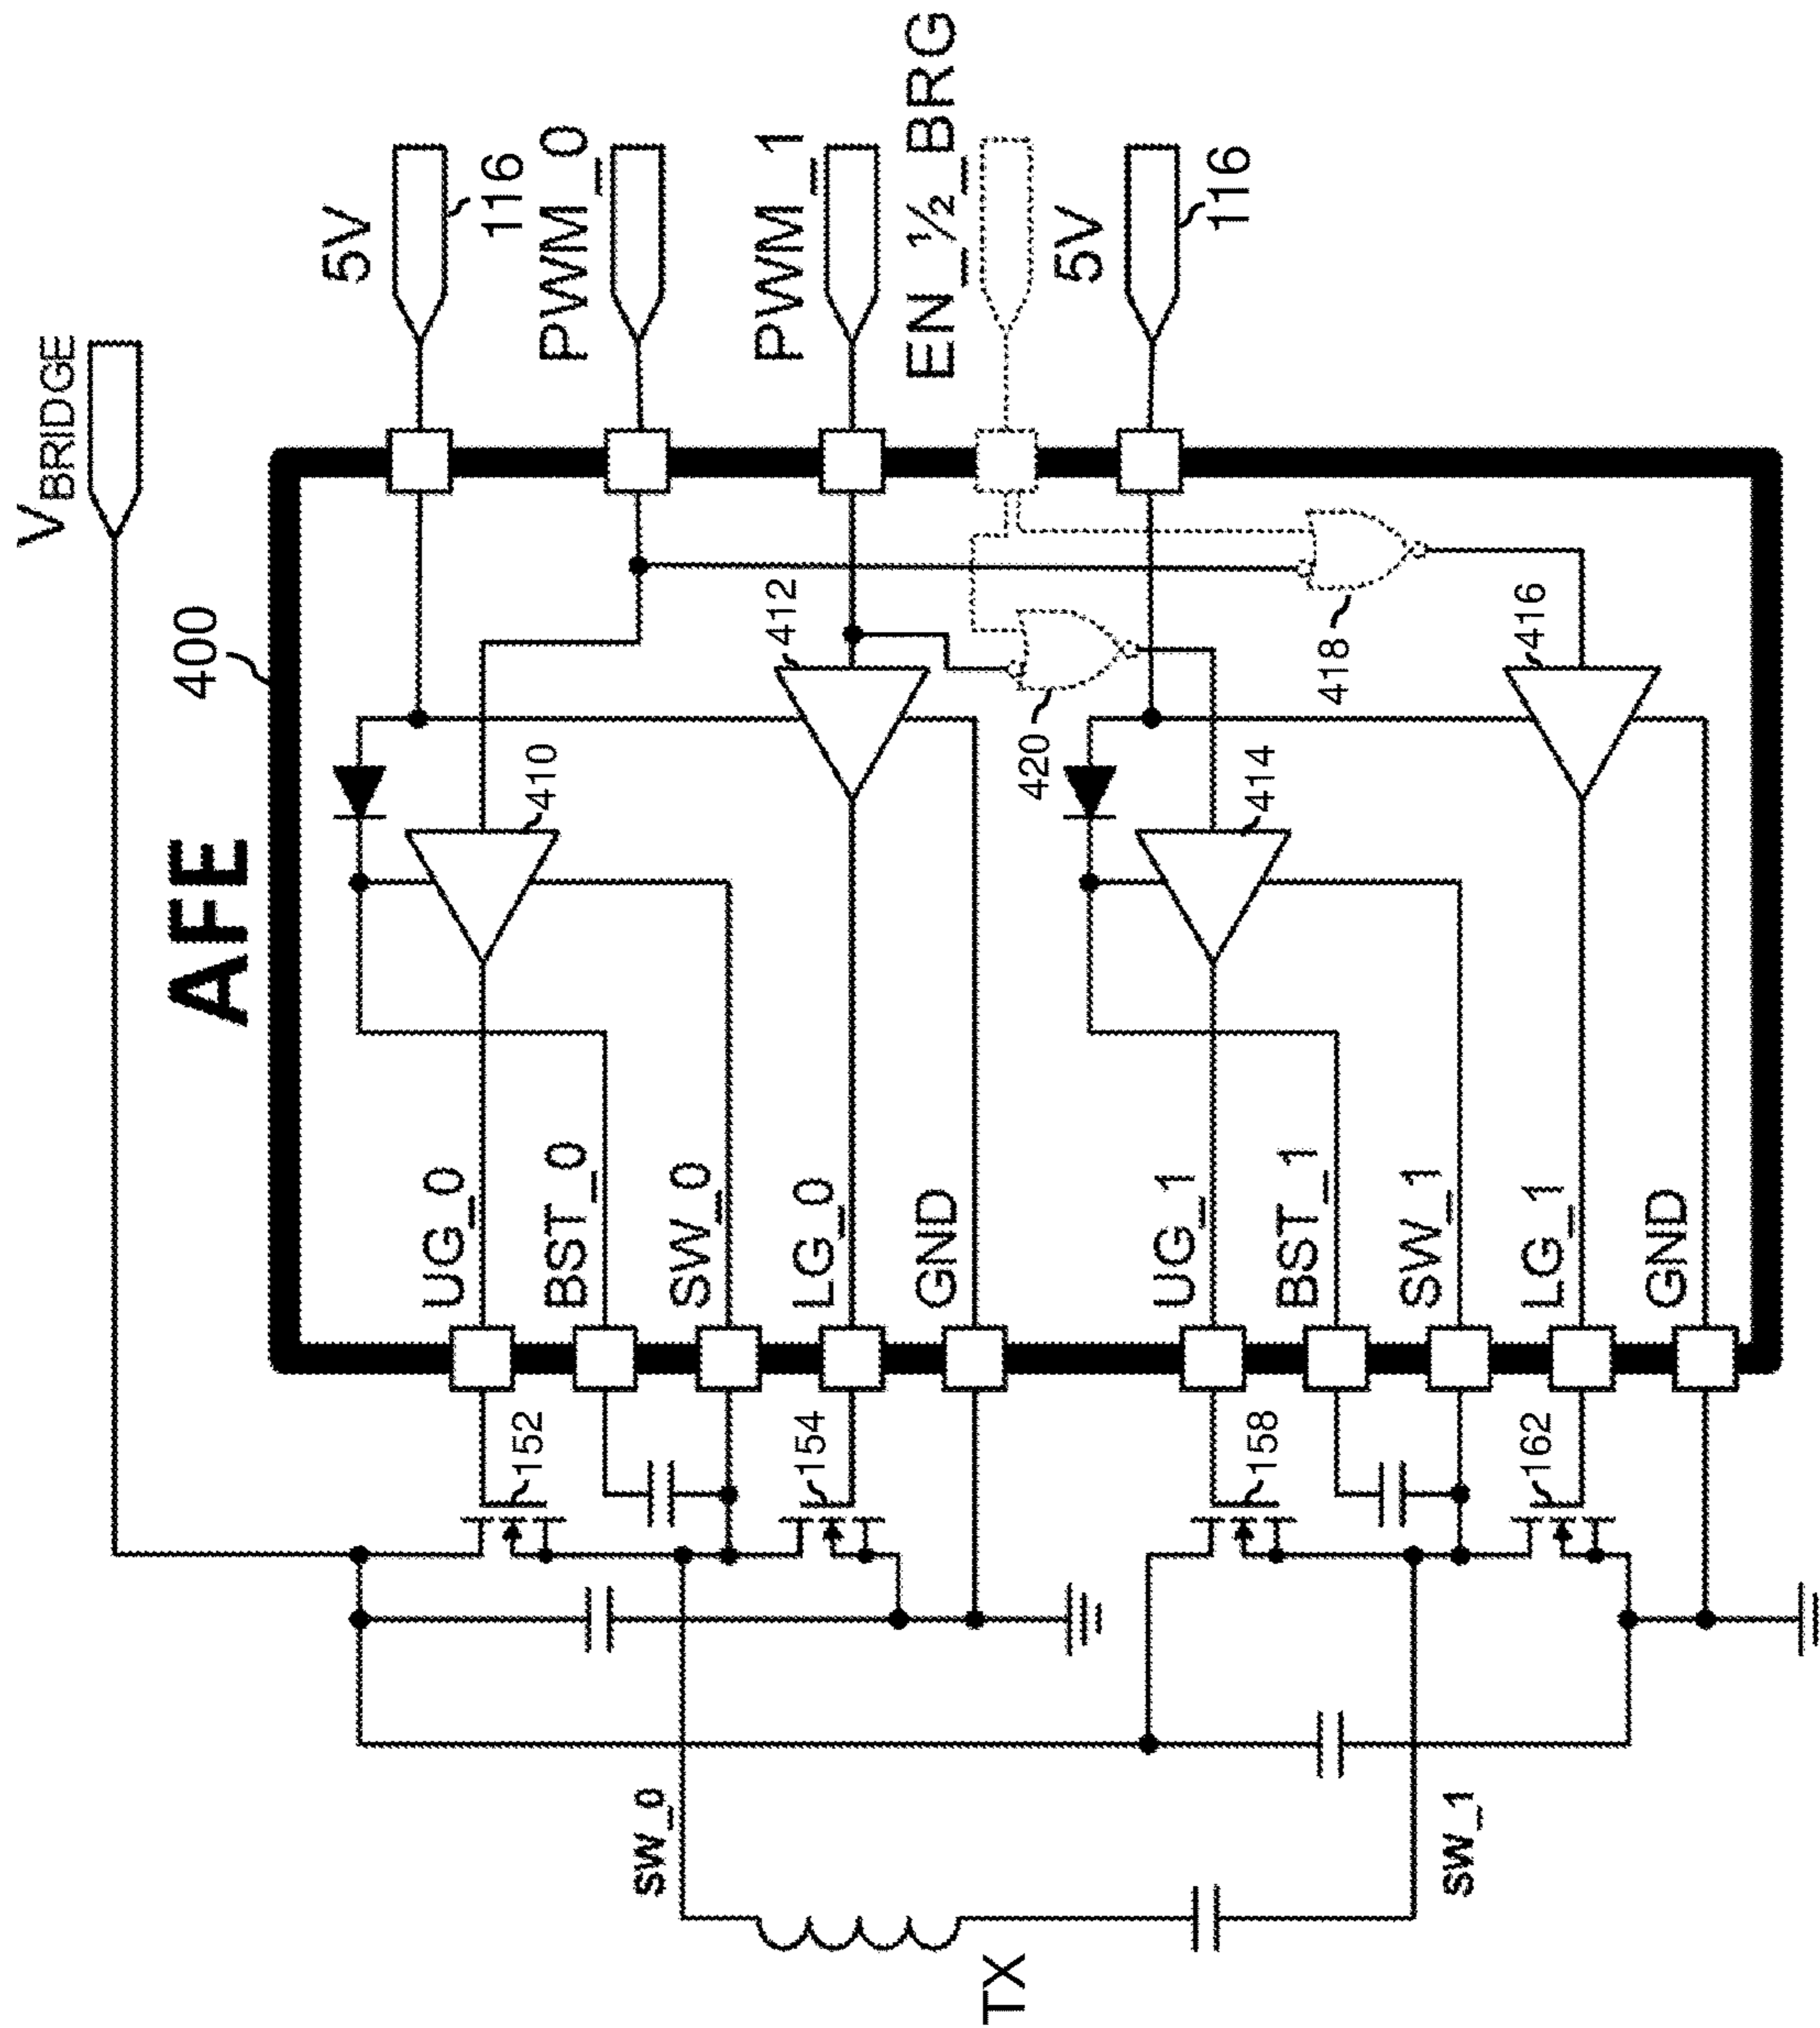 V_BRIDGE
AFE
400
5V
116
PWM_0
PWM_1
EN_½_BRG
5V
116
410
412
420
414
418
416
UG_0
BST_0
SW_0
LG_0
GND
UG_1
BST_1
SW_1
LG_1
GND
152
154
158
162
SW_0
SW_1
TX